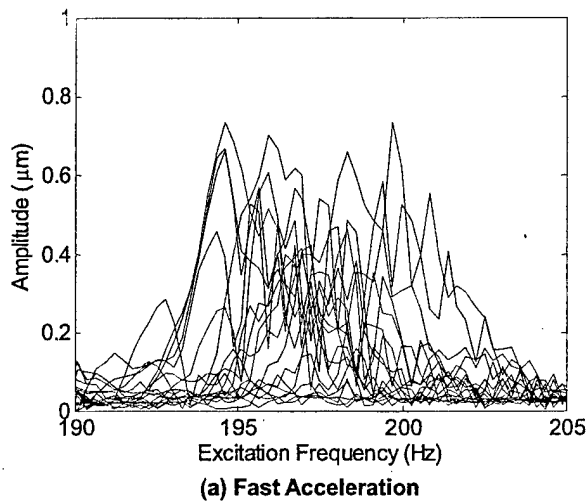 1
0.8
0.6
0.4
0.2
0
Amplitude (μm)
190 195 200 205
Excitation Frequency (Hz)
(a) Fast Acceleration